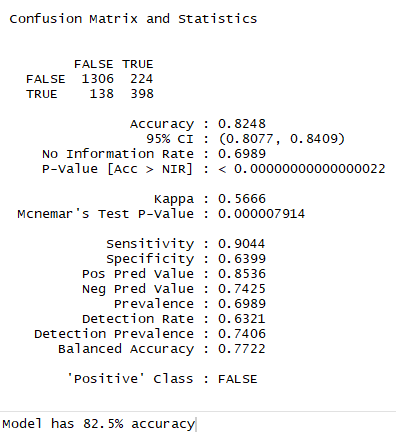 Confusion Matrix and Statistics
FALSE TRUE
FALSE 1306 224
TRUE 138 398
Accuracy : 0.8248
95% CI : (0.8077, 0.8409)
No Information Rate : 0.6989
P-Value [Acc > NIR] : < 0.00000000000000022
Kappa : 0.5666
Mcnemar's Test P-Value : 0.000007914
Sensitivity : 0.9044
Specificity : 0.6399
Pos Pred Value : 0.8536
Neg Pred Value : 0.7425
Prevalence : 0.6989
Detection Rate : 0.6321
Detection Prevalence : 0.7406
Balanced Accuracy : 0.7722
'Positive' Class : FALSE
Model has 82.5% accuracy